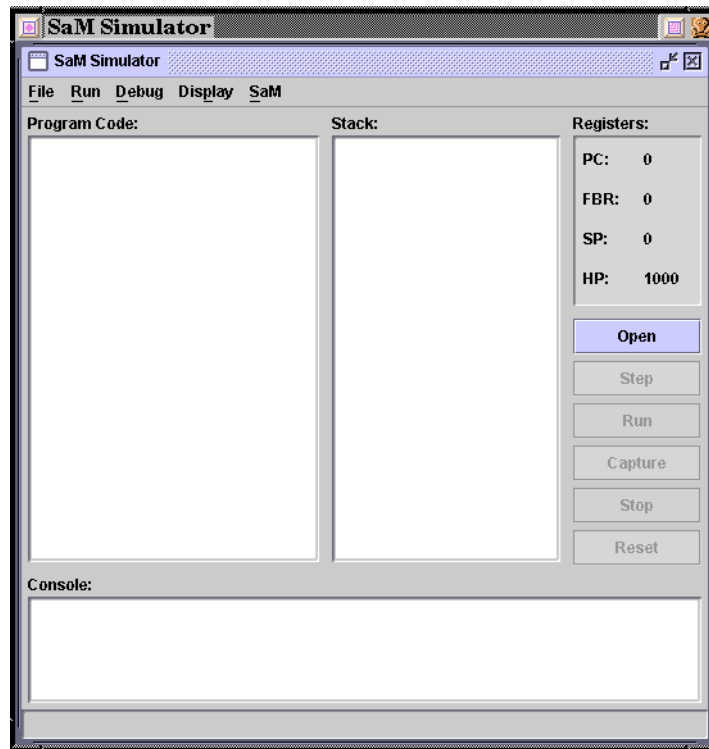 SaM Simulator
SaM Simulator
File Run Debug Display SaM
Program Code: Stack: Registers:
PC: 0
FBR: 0
SP: 0
HP: 1000
Open
Step
Run
Capture
Stop
Reset
Console: